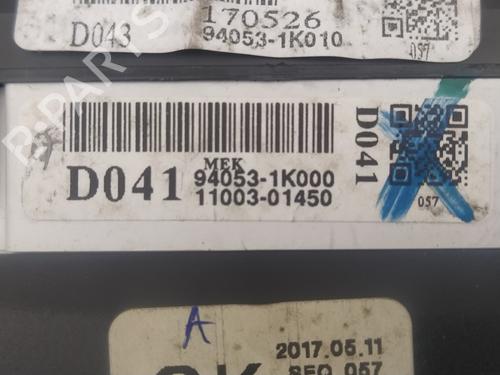 170526
D043 94053-1K010
057
MEK
D041 94053-1K000
11003-01450
D041
057
A
2017.05.11
SEQ 057
B-PARTS